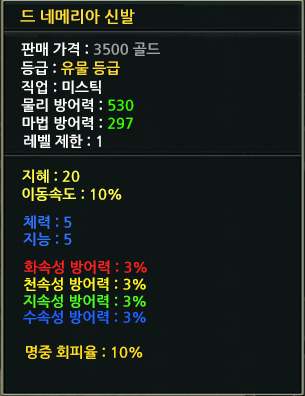 드 네메리아 신발
판매 가격 : 3500 골드
등급 : 유물 등급
직업 : 미스틱
물리 방어력 : 530
마법 방어력 : 297
레벨 제한 : 1
지혜 : 20
이동속도 : 10%
체력 : 5
지능 : 5
화속성 방어력 : 3%
천속성 방어력 : 3%
지속성 방어력 : 3%
수속성 방어력 : 3%
명중 회피율 : 10%